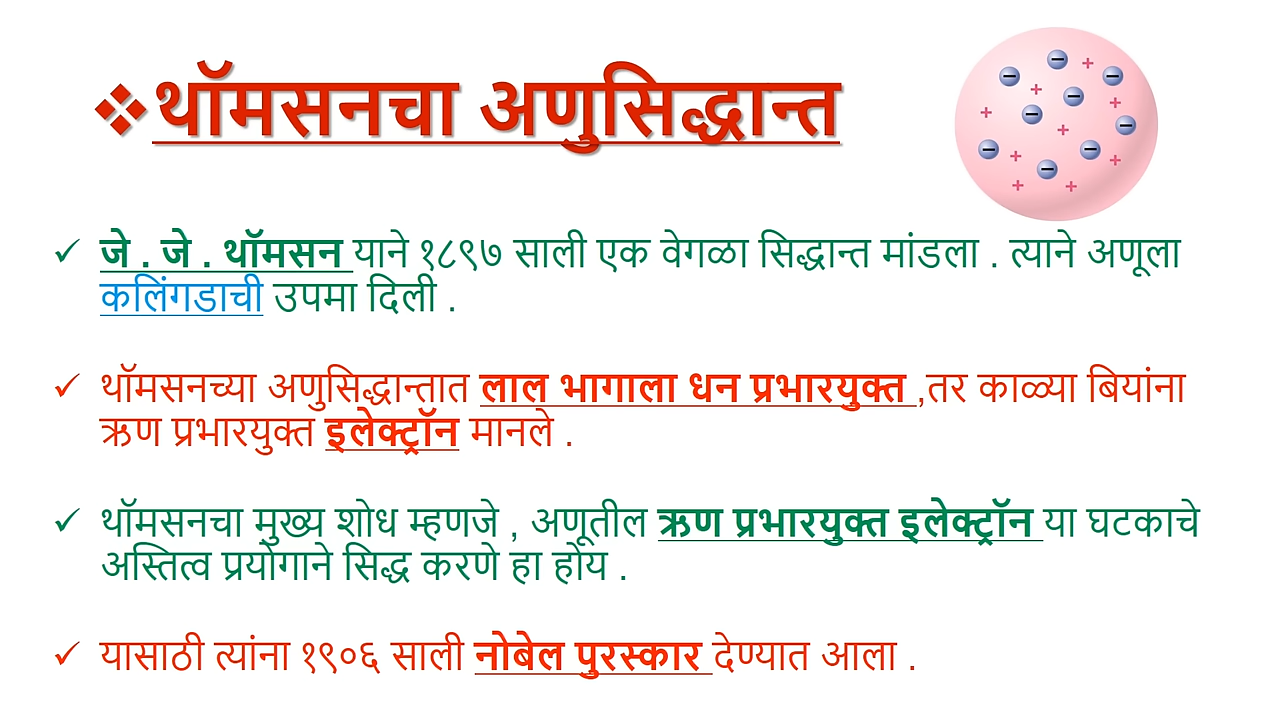 ❖थॉमसनचा अणुसिद्धान्त
✓ जे . जे . थॉमसन याने १८९७ साली एक वेगळा सिद्धान्त मांडला . त्याने अणूला
कलिंगडाची उपमा दिली .
✓ थॉमसनच्या अणुसिद्धान्तात लाल भागाला धन प्रभारयुक्त ,तर काळ्या बियांना
ऋण प्रभारयुक्त इलेक्ट्रॉन मानले .
✓ थॉमसनचा मुख्य शोध म्हणजे , अणूतील ऋण प्रभारयुक्त इलेक्ट्रॉन या घटकाचे
अस्तित्व प्रयोगाने सिद्ध करणे हा होय .
✓ यासाठी त्यांना १९०६ साली नोबेल पुरस्कार देण्यात आला .